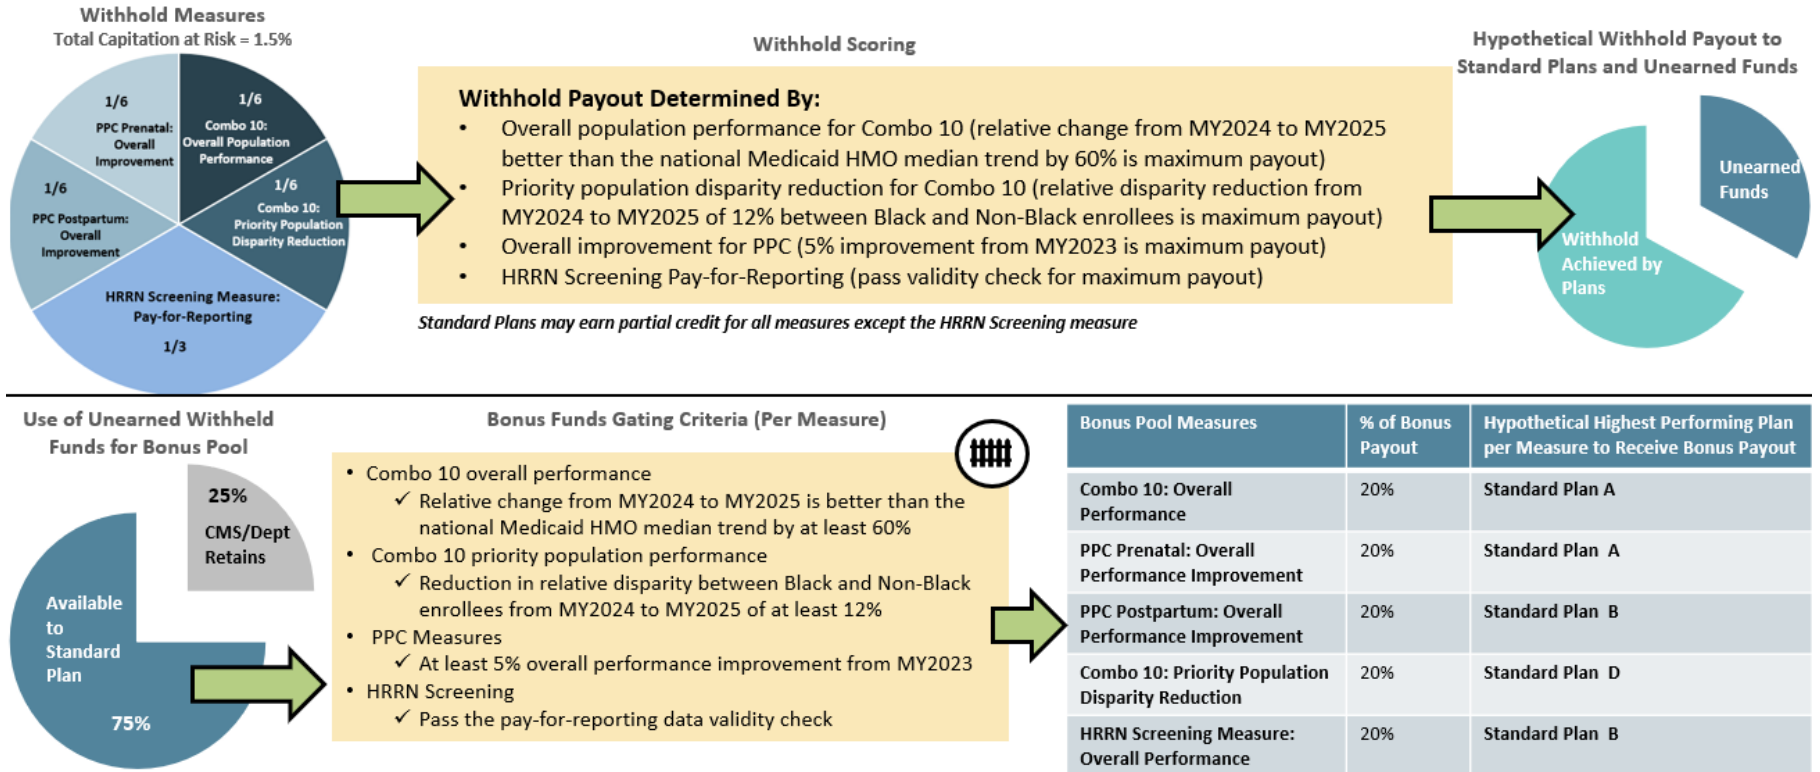 Withhold Measures
Total Capitation at Risk = 1.5%
1/6
PPC Prenatal:
Overall
Improvement
1/6
Combo 10:
Overall Population
Performance
1/6
PPC Postpartum:
Overall
Improvement
1/6
Combo 10:
Priority Population
Disparity Reduction
HRRN Screening Measure:
Pay-for-Reporting
1/3
Withhold Scoring
Withhold Payout Determined By:
• Overall population performance for Combo 10 (relative change from MY2024 to MY2025
better than the national Medicaid HMO median trend by 60% is maximum payout)
• Priority population disparity reduction for Combo 10 (relative disparity reduction from
MY2024 to MY2025 of 12% between Black and Non-Black enrollees is maximum payout)
• Overall improvement for PPC (5% improvement from MY2023 is maximum payout)
• HRRN Screening Pay-for-Reporting (pass validity check for maximum payout)
Standard Plans may earn partial credit for all measures except the HRRN Screening measure
Hypothetical Withhold Payout to
Standard Plans and Unearned Funds
Unearned
Funds
Withhold
Achieved by
Plans
Use of Unearned Withheld
Funds for Bonus Pool
25%
CMS/Dept
Retains
Available
to
Standard
Plan
75%
Bonus Funds Gating Criteria (Per Measure)
• Combo 10 overall performance
✓ Relative change from MY2024 to MY2025 is better than the
national Medicaid HMO median trend by at least 60%
• Combo 10 priority population performance
✓ Reduction in relative disparity between Black and Non-Black
enrollees from MY2024 to MY2025 of at least 12%
• PPC Measures
✓ At least 5% overall performance improvement from MY2023
• HRRN Screening
✓ Pass the pay-for-reporting data validity check
Bonus Pool Measures
% of Bonus
Payout
Hypothetical Highest Performing Plan
per Measure to Receive Bonus Payout
Combo 10: Overall
Performance
20%
Standard Plan A
PPC Prenatal: Overall
Performance Improvement
20%
Standard Plan A
PPC Postpartum: Overall
Performance Improvement
20%
Standard Plan B
Combo 10: Priority Population
Disparity Reduction
20%
Standard Plan D
HRRN Screening Measure:
Overall Performance
20%
Standard Plan B